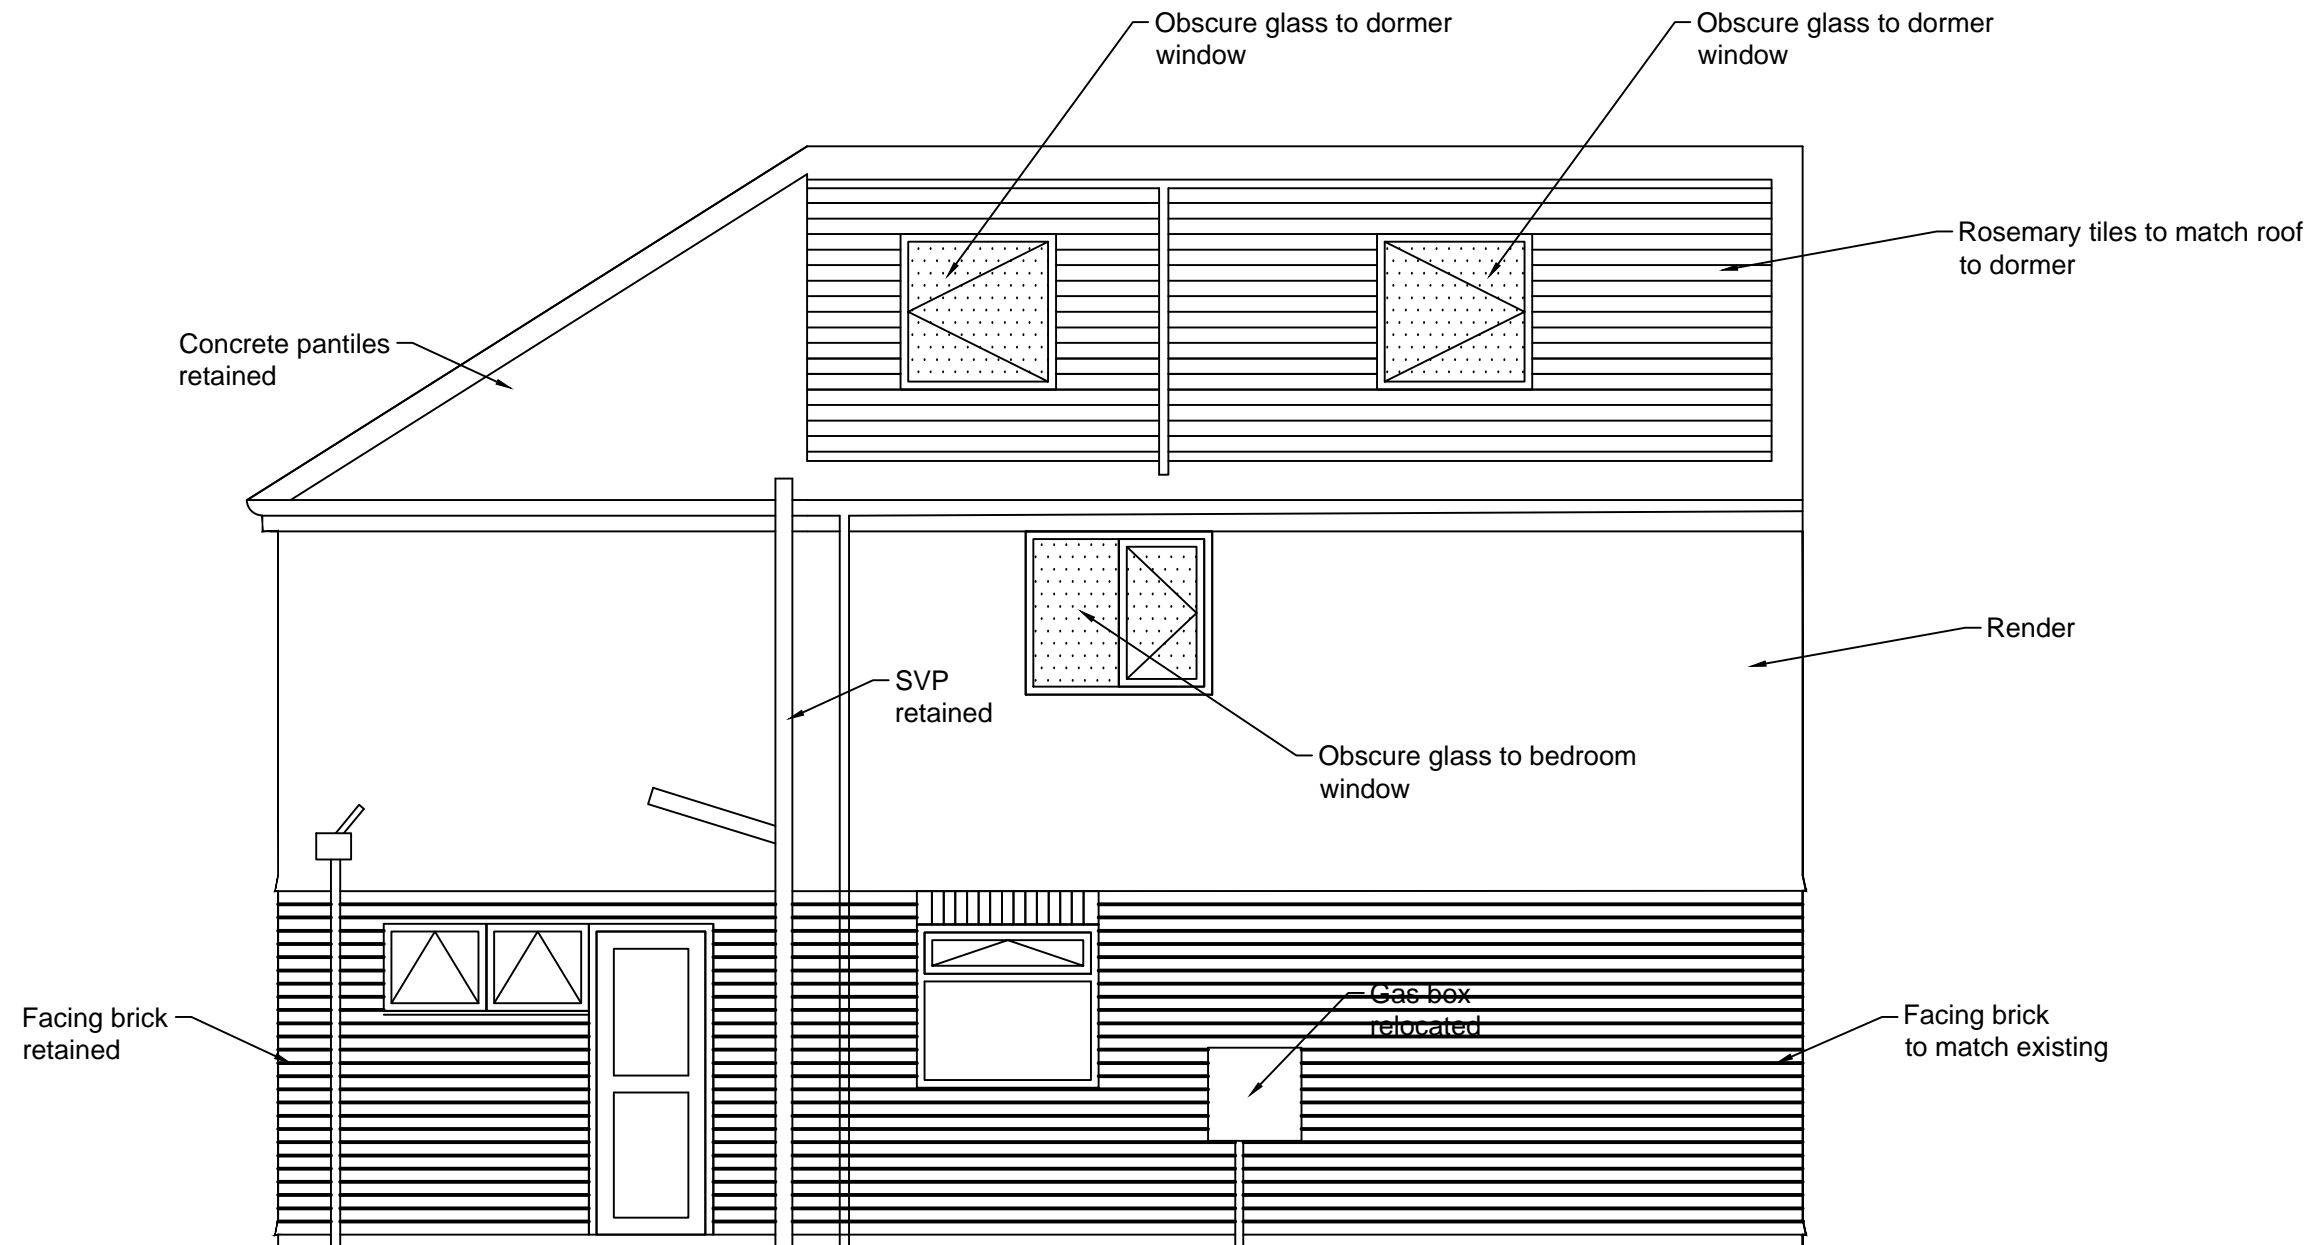 Obscure glass to dormer
window
Obscure glass to dormer
window
Rosemary tiles to match roof
to dormer
Concrete pantiles
retained
Render
SVP
retained
Obscure glass to bedroom
window
Gas box
relocated
Facing brick
retained
Facing brick
to match existing